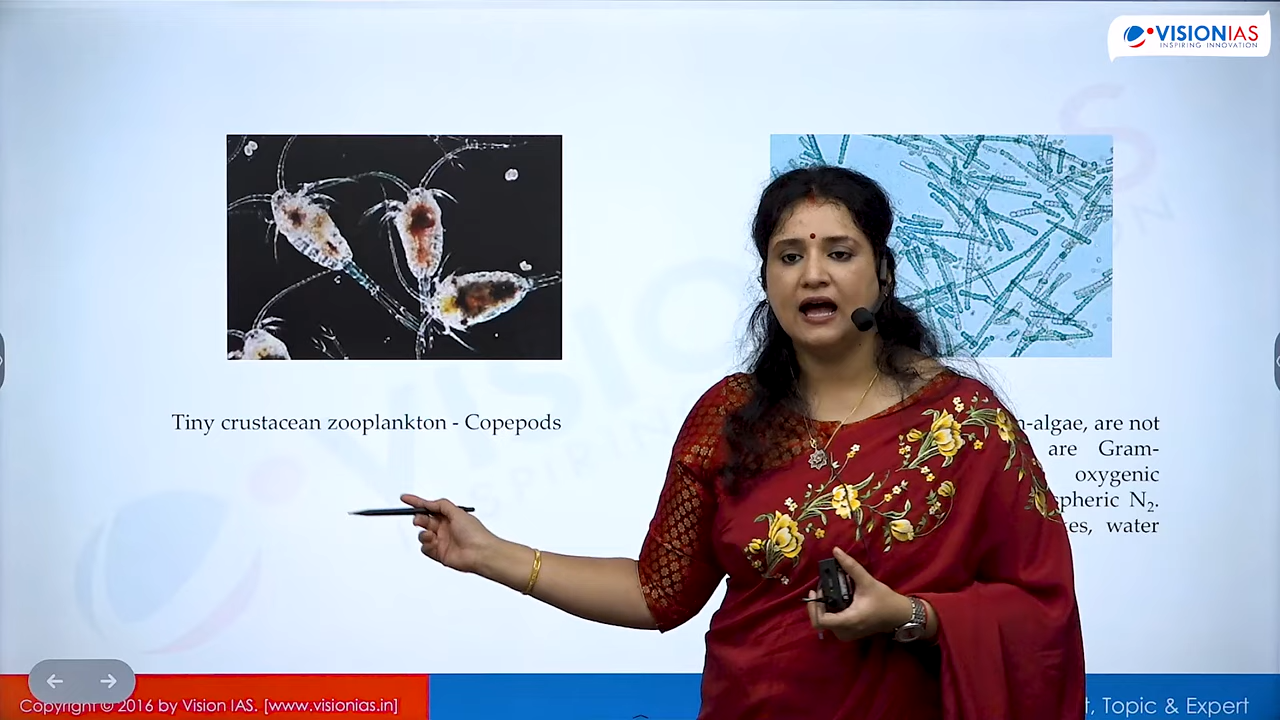 VISIONIAS
INSPIRING INNOVATION
Tiny crustacean zooplankton - Copepods
-algae, are not
are Gram-
oxygenic
spheric N₂.
water
Copyright © 2016 by Vision IAS. [www.visionias.in]
, Topic & Expert